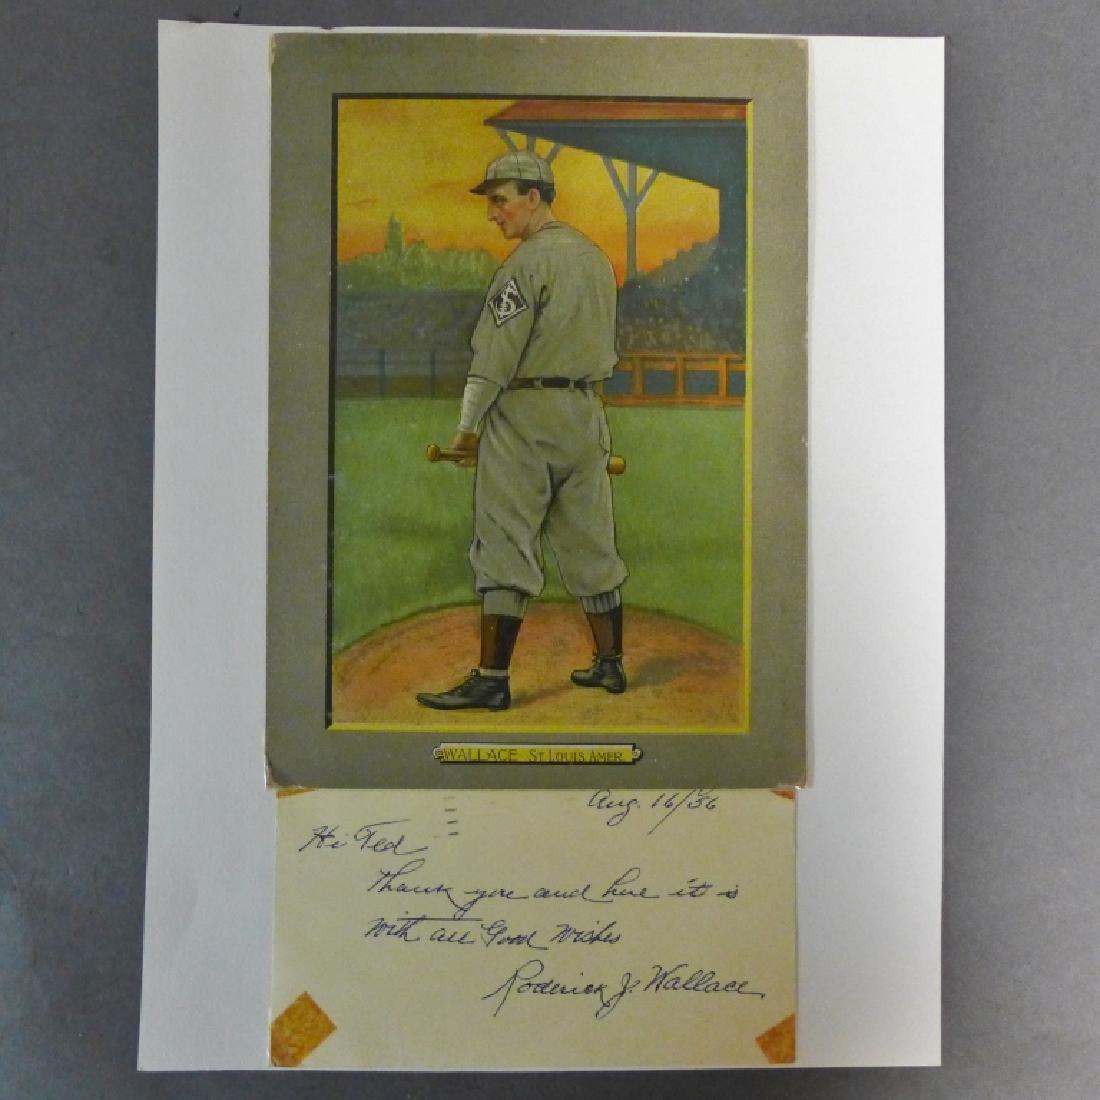 WALLACE, ST LOUIS AMER.
Aug. 16/56
Hi Ted
Thank you and here it is
With all Good Wishes
Roderick J. Wallace